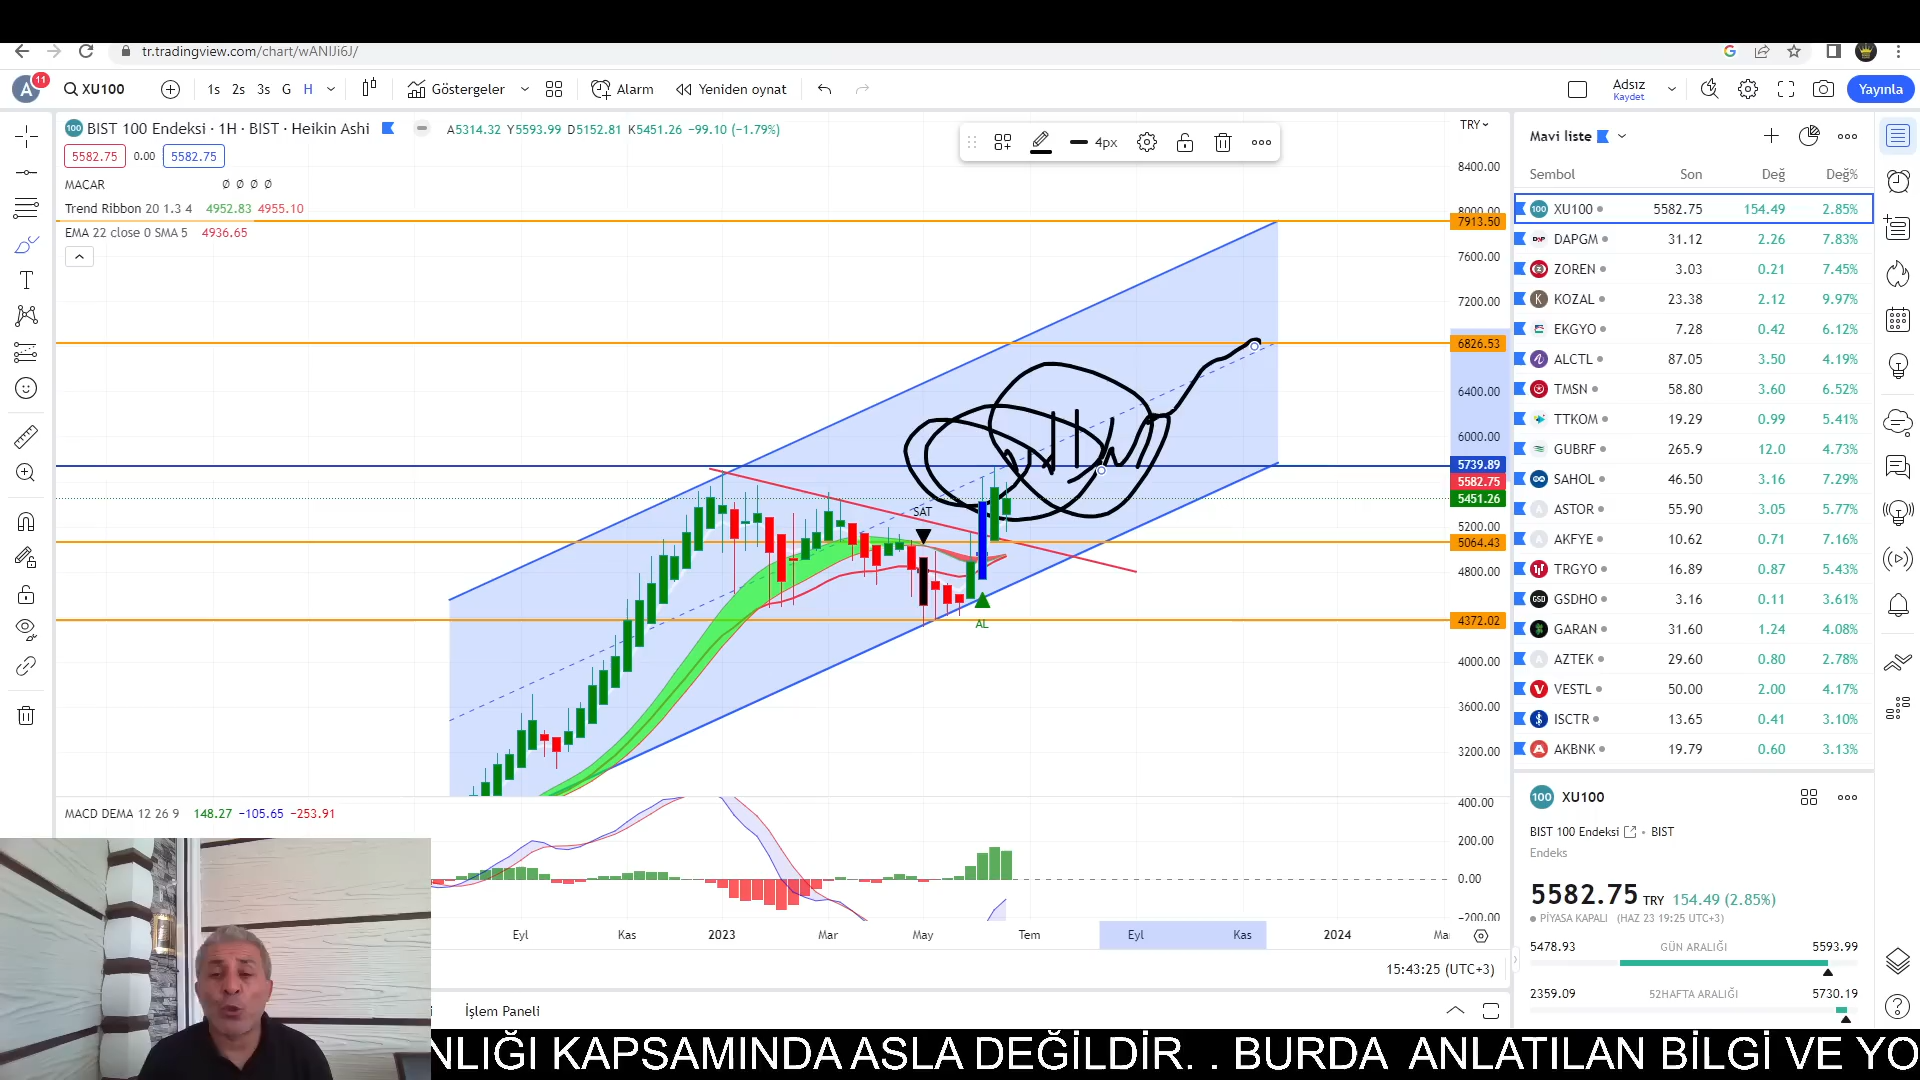 tr.tradingview.com/chart/wANIJi6J/
A 11 XU100 1s 2s 3s G H Göstergeler Alarm Yeniden oynat Adsız Kaydet Yayınla
100 BIST 100 Endeksi · 1H · BIST · Heikin Ashi A5314.32 Y5593.99 D5152.81 K5451.26 −99.10 (−1.79%)
5582.75 0.00 5582.75
MACAR Ø Ø Ø Ø
Trend Ribbon 20 1.3 4 4952.83 4955.10
EMA 22 close 0 SMA 5 4936.65
4px
TRY
8400.00
8000.00
7913.50
7600.00
7200.00
6826.53
6400.00
6000.00
5739.89
5582.75
5451.26
5200.00
5064.43
4800.00
4372.02
4000.00
3600.00
3200.00
SAT
AL
MACD DEMA 12 26 9 148.27 −105.65 −253.91
400.00
200.00
0.00
−200.00
Eyl Kas 2023 Mar May Tem Eyl Kas 2024 Ma
15:43:25 (UTC+3)
İşlem Paneli
Mavi liste
Sembol Son Değ Değ%
100 XU100 5582.75 154.49 2.85%
DAPGM 31.12 2.26 7.83%
ZOREN 3.03 0.21 7.45%
K KOZAL 23.38 2.12 9.97%
EKGYO 7.28 0.42 6.12%
ALCTL 87.05 3.50 4.19%
TMSN 58.80 3.60 6.52%
TTKOM 19.29 0.99 5.41%
GUBRF 265.9 12.0 4.73%
SAHOL 46.50 3.16 7.29%
A ASTOR 55.90 3.05 5.77%
A AKFYE 10.62 0.71 7.16%
TRGYO 16.89 0.87 5.43%
GSD GSDHO 3.16 0.11 3.61%
GARAN 31.60 1.24 4.08%
A AZTEK 29.60 0.80 2.78%
V VESTL 50.00 2.00 4.17%
ISCTR 13.65 0.41 3.10%
AKBNK 19.79 0.60 3.13%
100 XU100
BIST 100 Endeksi • BIST
Endeks
5582.75 TRY 154.49 (2.85%)
PİYASA KAPALI (HAZ 23 19:25 UTC+3)
5478.93 GÜN ARALIĞI 5593.99
2359.09 52HAFTA ARALIĞI 5730.19
NLIĞI KAPSAMINDA ASLA DEĞİLDİR. . BURDA ANLATILAN BİLGİ VE YO